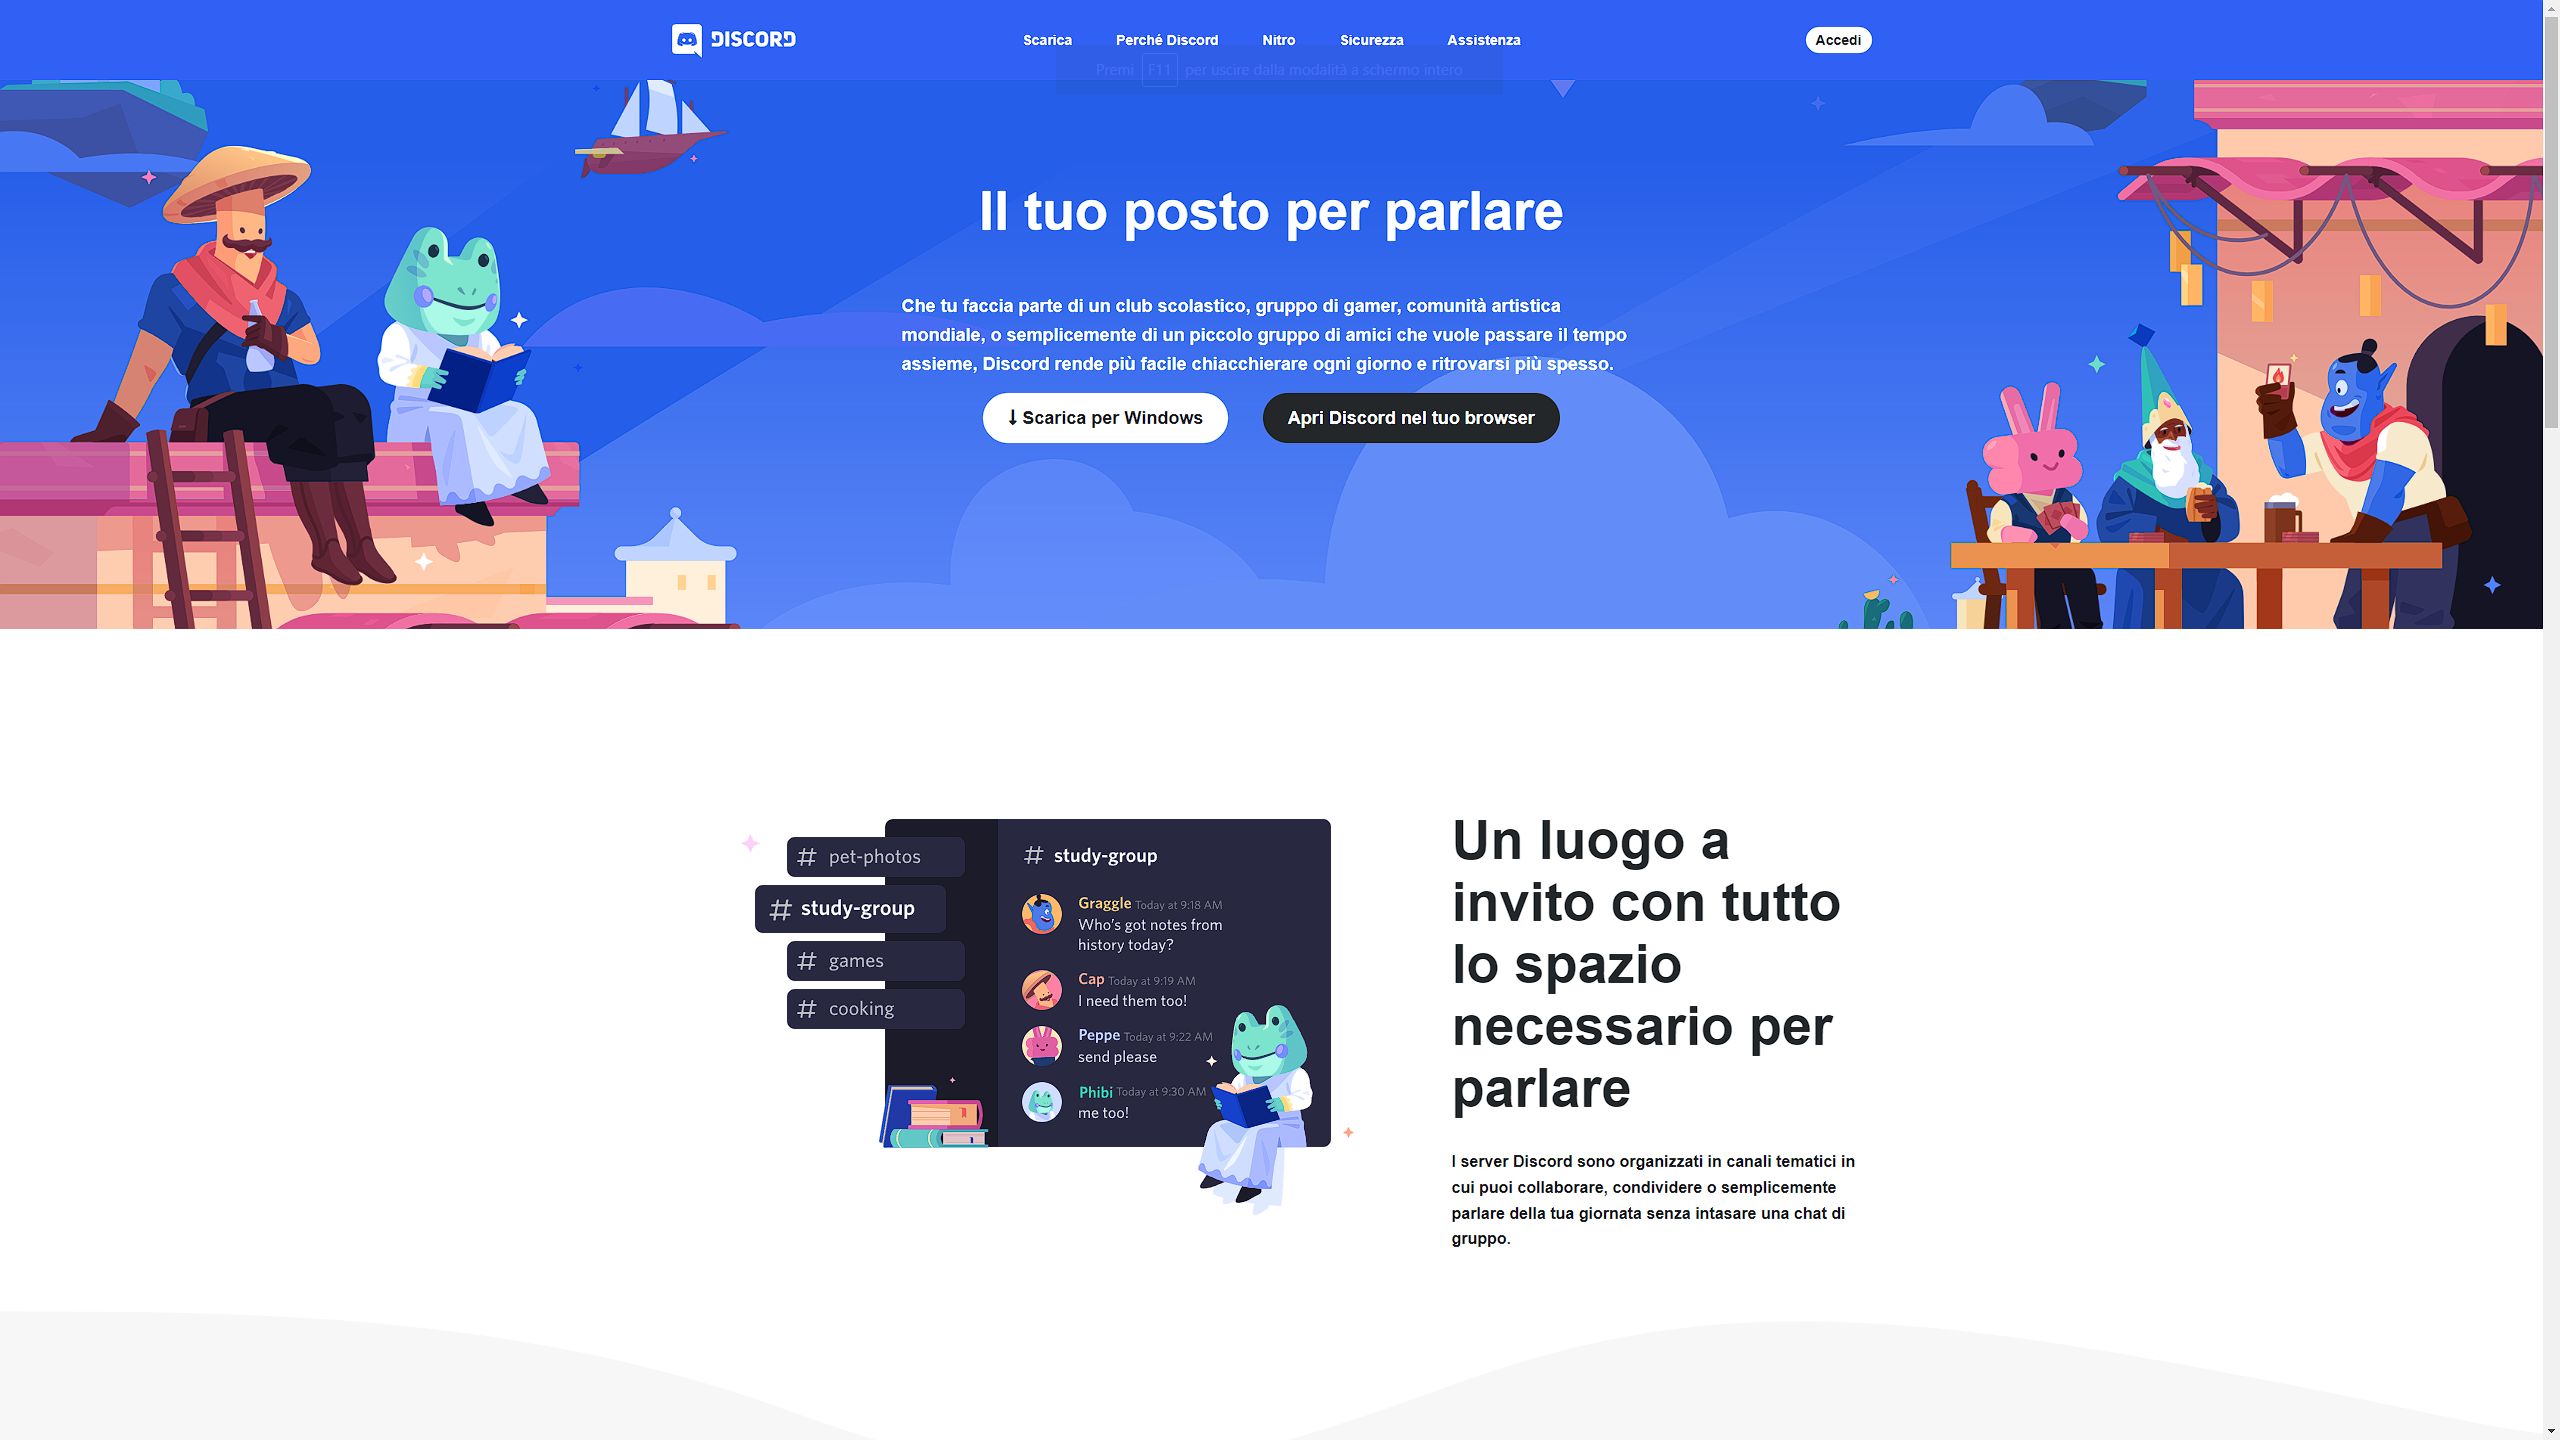 DISCORD
Scarica
Perché Discord
Nitro
Sicurezza
Assistenza
Accedi
Premi F11 per uscire dalla modalità a schermo intero
Il tuo posto per parlare
Che tu faccia parte di un club scolastico, gruppo di gamer, comunità artistica
mondiale, o semplicemente di un piccolo gruppo di amici che vuole passare il tempo
assieme, Discord rende più facile chiacchierare ogni giorno e ritrovarsi più spesso.
Scarica per Windows
Apri Discord nel tuo browser
# pet-photos
# study-group
# games
# cooking
# study-group
Graggle Today at 9:18 AM
Who's got notes from
history today?
Cap Today at 9:19 AM
I need them too!
Peppe Today at 9:22 AM
send please
Phibi Today at 9:30 AM
me too!
Un luogo a
invito con tutto
lo spazio
necessario per
parlare
I server Discord sono organizzati in canali tematici in
cui puoi collaborare, condividere o semplicemente
parlare della tua giornata senza intasare una chat di
gruppo.